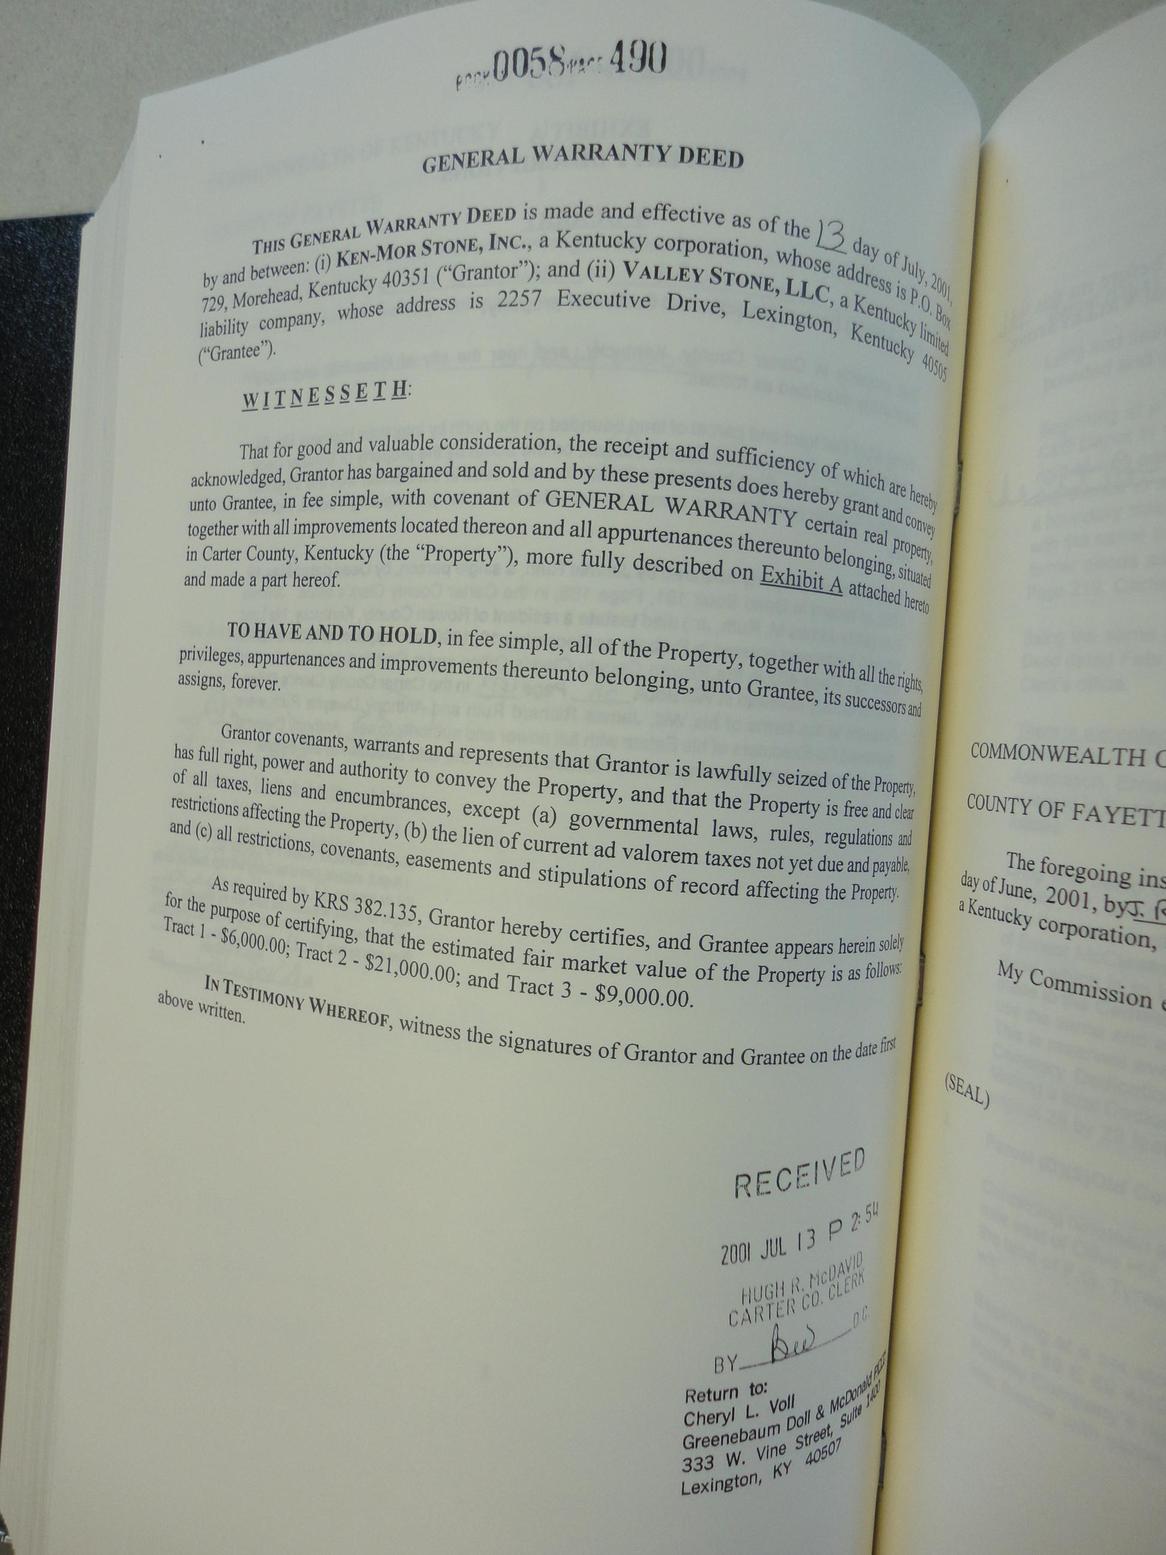 BOOK 0058 PAGE 490
GENERAL WARRANTY DEED
THIS GENERAL WARRANTY DEED is made and effective as of the 13 day of July, 2001,
by and between: (i) KEN-MOR STONE, INC., a Kentucky corporation, whose address is P.O. Box
729, Morehead, Kentucky 40351 (“Grantor”); and (ii) VALLEY STONE, LLC, a Kentucky limited
liability company, whose address is 2257 Executive Drive, Lexington, Kentucky 40505
(“Grantee”).
WITNESSETH:
That for good and valuable consideration, the receipt and sufficiency of which are hereby
acknowledged, Grantor has bargained and sold and by these presents does hereby grant and convey
unto Grantee, in fee simple, with covenant of GENERAL WARRANTY certain real property,
together with all improvements located thereon and all appurtenances thereunto belonging, situated
in Carter County, Kentucky (the “Property”), more fully described on Exhibit A attached hereto
and made a part hereof.
TO HAVE AND TO HOLD, in fee simple, all of the Property, together with all the rights,
privileges, appurtenances and improvements thereunto belonging, unto Grantee, its successors and
assigns, forever.
Grantor covenants, warrants and represents that Grantor is lawfully seized of the Property,
has full right, power and authority to convey the Property, and that the Property is free and clear
of all taxes, liens and encumbrances, except (a) governmental laws, rules, regulations and
restrictions affecting the Property, (b) the lien of current ad valorem taxes not yet due and payable,
and (c) all restrictions, covenants, easements and stipulations of record affecting the Property.
As required by KRS 382.135, Grantor hereby certifies, and Grantee appears herein solely
for the purpose of certifying, that the estimated fair market value of the Property is as follows:
Tract 1 - $6,000.00; Tract 2 - $21,000.00; and Tract 3 - $9,000.00.
IN TESTIMONY WHEREOF, witness the signatures of Grantor and Grantee on the date first
above written.
RECEIVED
2001 JUL 13 P 2:54
HUGH R. McDAVID
CARTER CO. CLERK
BY D.C.
Return to:
Cheryl L. Voll
Greenebaum Doll & McDonald PLLC
333 W. Vine Street, Suite 1400
Lexington, KY 40507
COMMONWEALTH
COUNTY OF FAYETT
The foregoing ins
day of June, 2001, by J.
a Kentucky corporation,
My Commission
(SEAL)